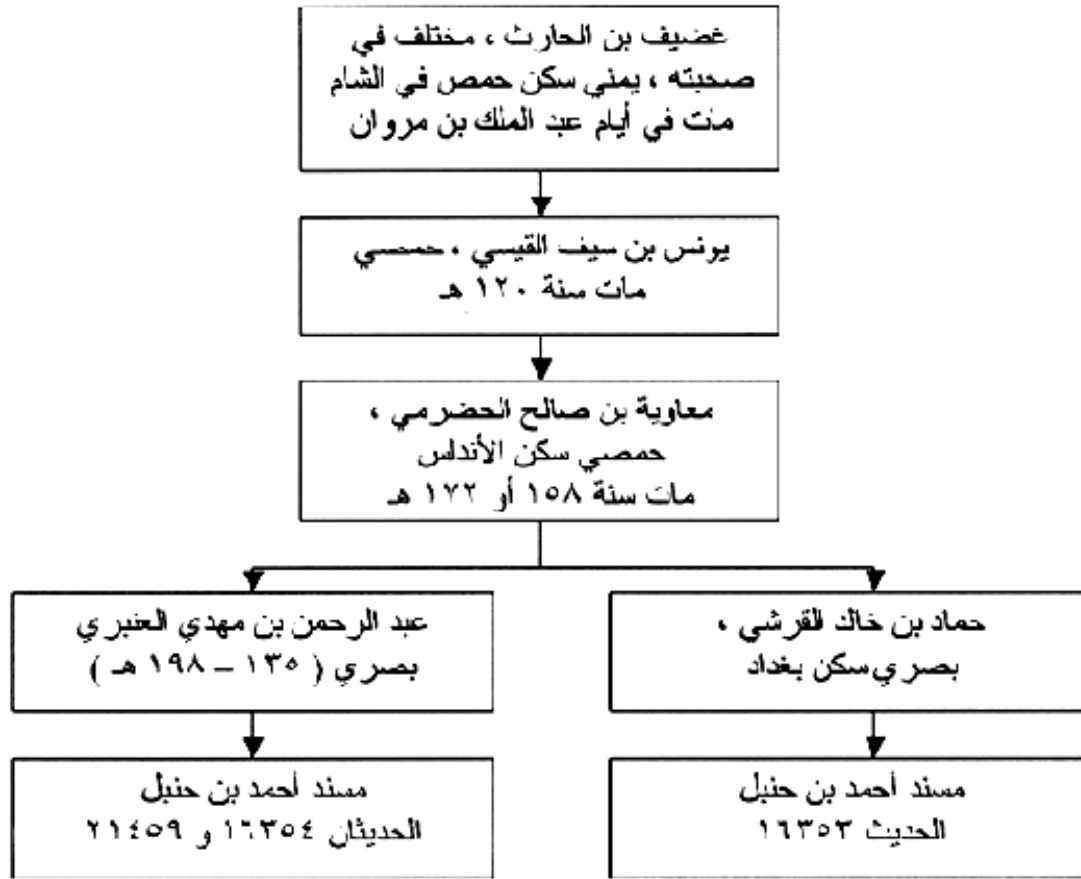 غضيف بن الحارث ، مختلف في
صحبته ، يمني سكن حمص في الشام
مات في أيام عبد الملك بن مروان
يونس بن سيف القيسي ، حمصي
مات سنة ١٢٠ هـ
معاوية بن صالح الحضرمي ،
حمصي سكن الأندلس
مات سنة ١٥٨ أو ١٧٢ هـ
حماد بن خالد القرشي ،
بصري سكن بغداد
عبد الرحمن بن مهدي العنبري
بصري ( ١٣٥ – ١٩٨ هـ )
مسند أحمد بن حنبل
الحديث ١٦٣٥٣
مسند أحمد بن حنبل
الحديثان ١٦٣٥٤ و ٢١٤٥٩